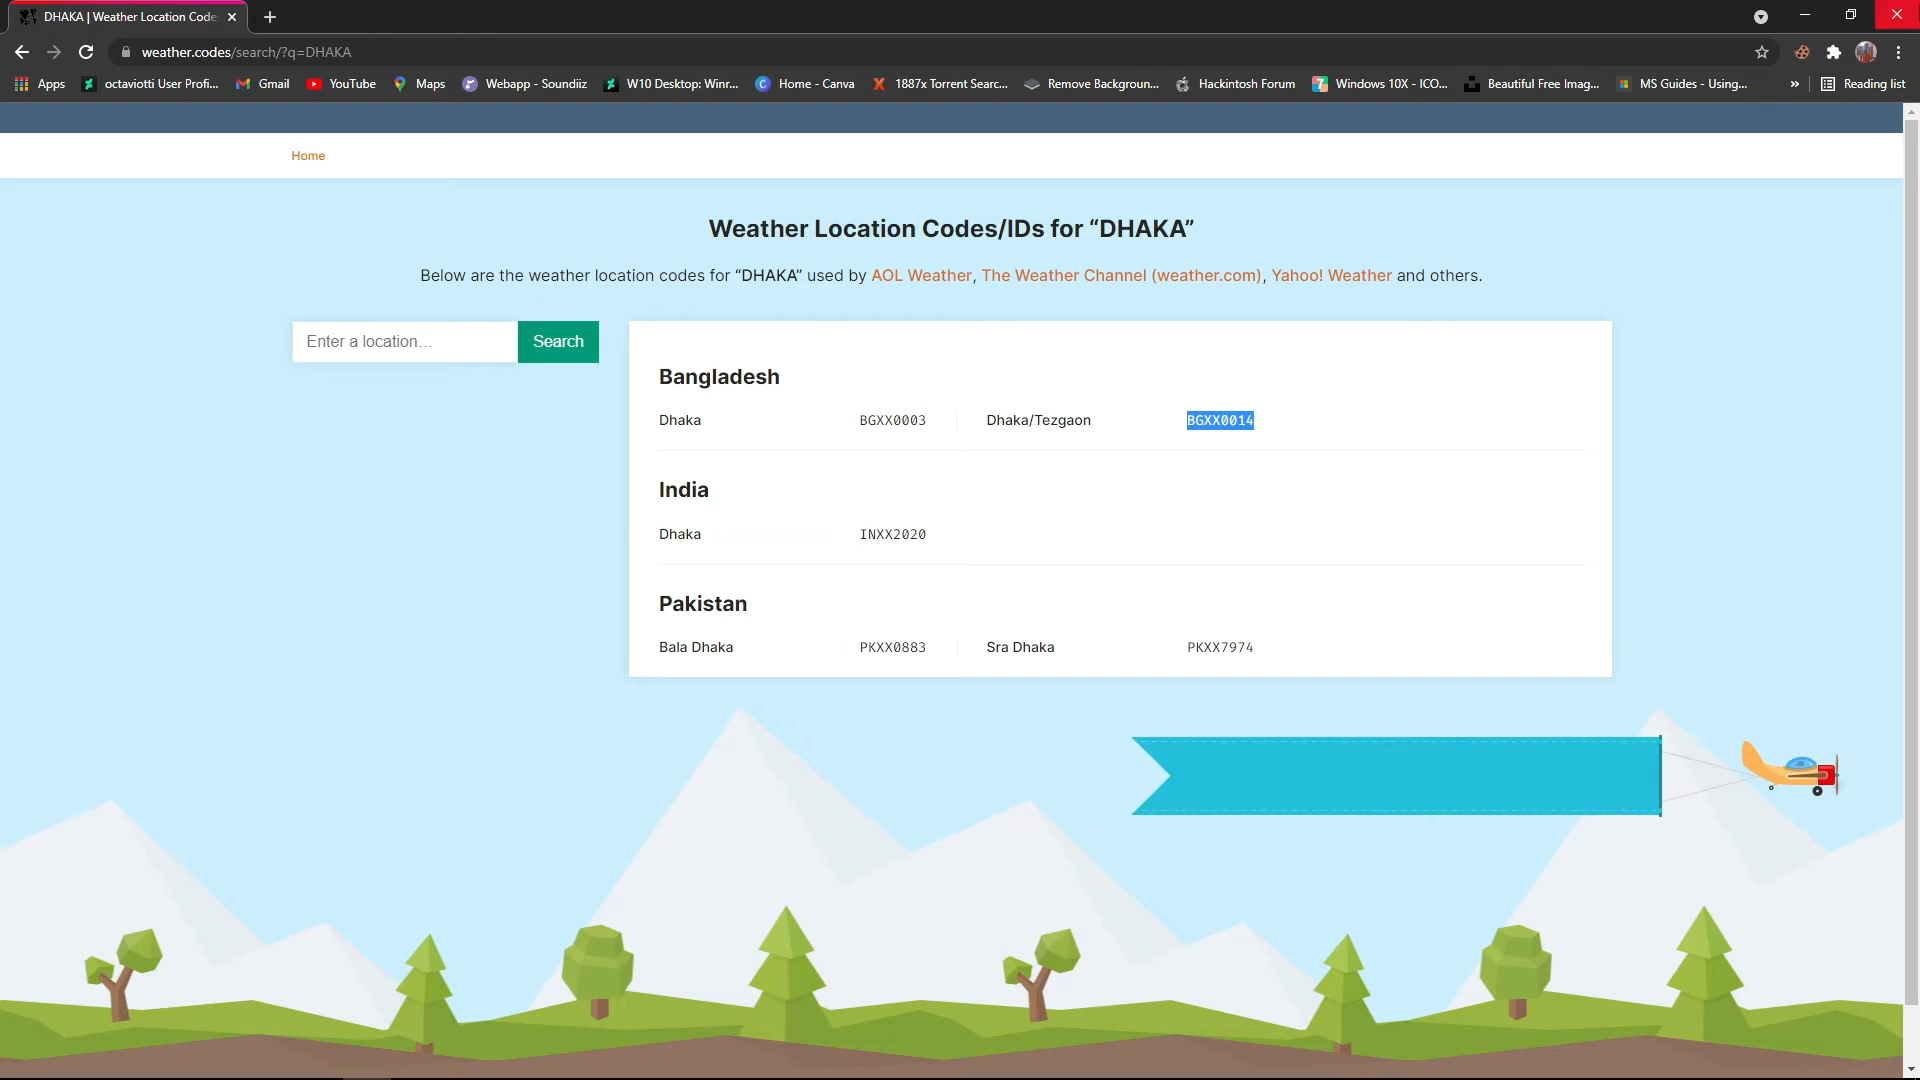 DHAKA | Weather Location Code
weather.codes/search/?q=DHAKA
Apps octaviotti User Profi... Gmail YouTube Maps Webapp - Soundiiz W10 Desktop: Winr... Home - Canva 1887x Torrent Searc... Remove Backgroun... Hackintosh Forum Windows 10X - ICO... Beautiful Free Imag... MS Guides - Using... » Reading list
Home
Weather Location Codes/IDs for “DHAKA”
Below are the weather location codes for “DHAKA” used by AOL Weather, The Weather Channel (weather.com), Yahoo! Weather and others.
Enter a location… Search
Bangladesh
Dhaka BGXX0003 Dhaka/Tezgaon BGXX0014
India
Dhaka INXX2020
Pakistan
Bala Dhaka PKXX0883 Sra Dhaka PKXX7974